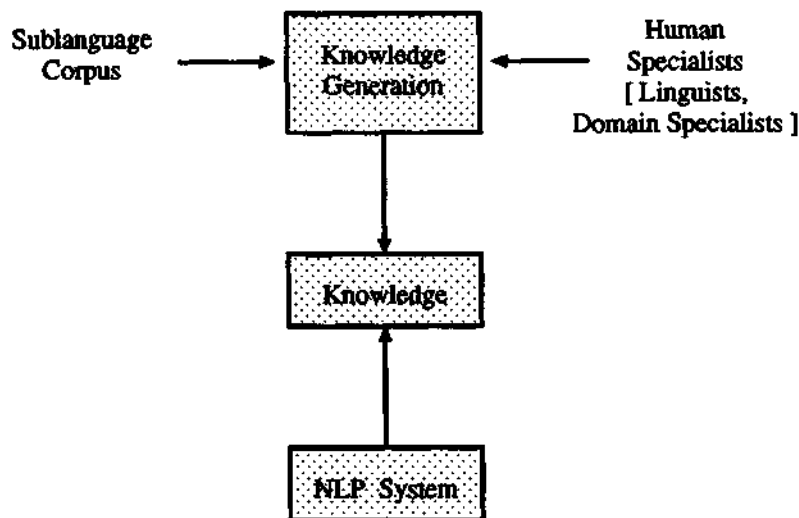 Sublanguage
Corpus
Knowledge
Generation
Human
Specialists
[ Linguists,
Domain Specialists ]
Knowledge
NLP System